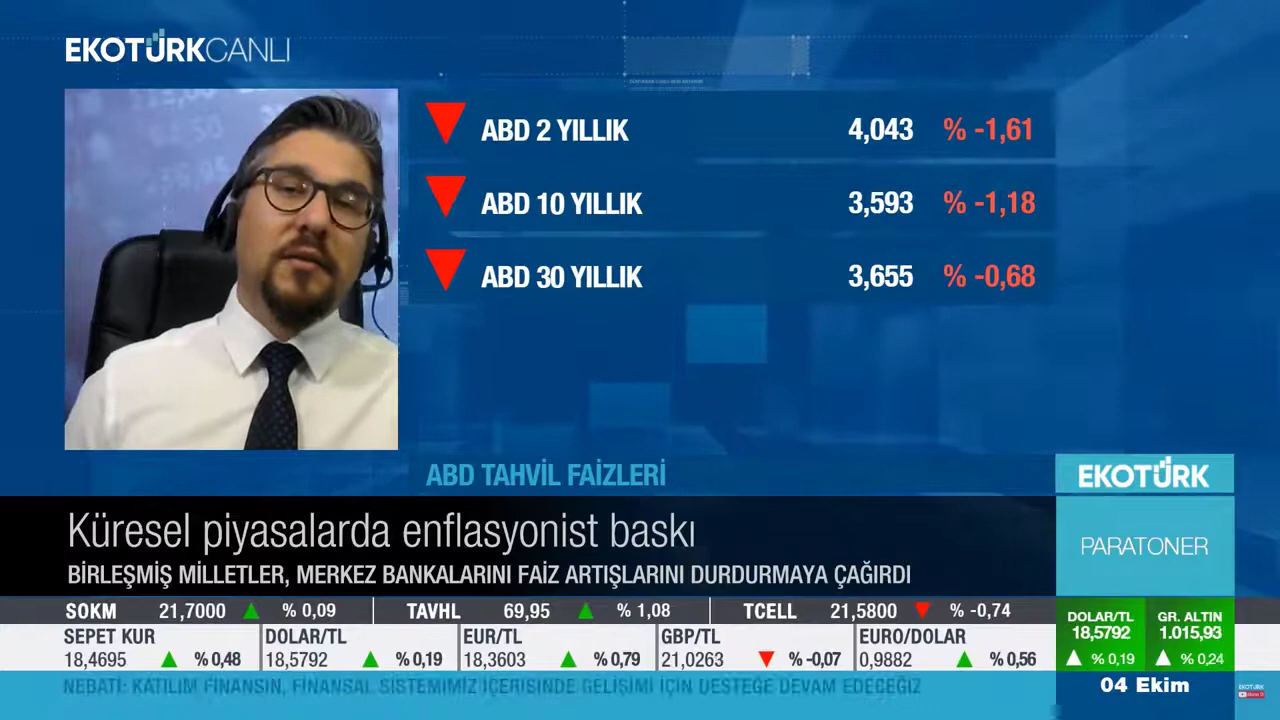 EKOTÜRKCANLI
ABD 2 YILLIK 4,043 % -1,61
ABD 10 YILLIK 3,593 % -1,18
ABD 30 YILLIK 3,655 % -0,68
ABD TAHVİL FAİZLERİ
EKOTÜRK
PARATONER
Küresel piyasalarda enflasyonist baskı
BİRLEŞMİŞ MİLLETLER, MERKEZ BANKALARINI FAİZ ARTIŞLARINI DURDURMAYA ÇAĞIRDI
SOKM 21,7000 % 0,09 TAVHL 69,95 % 1,08 TCELL 21,5800 % -0,74
SEPET KUR DOLAR/TL EUR/TL GBP/TL EURO/DOLAR
18,4695 % 0,48 18,5792 % 0,19 18,3603 % 0,79 21,0263 % -0,07 0,9882 % 0,56
DOLAR/TL GR. ALTIN
18,5792 1.015,93
% 0,19 % 0,24
NEBATİ: KATILIM FİNANSIN, FİNANSAL SİSTEMİMİZ İÇERİSİNDE GELİŞİMİ İÇİN DESTEĞE DEVAM EDECEĞİZ
04 Ekim
EKOTÜRK